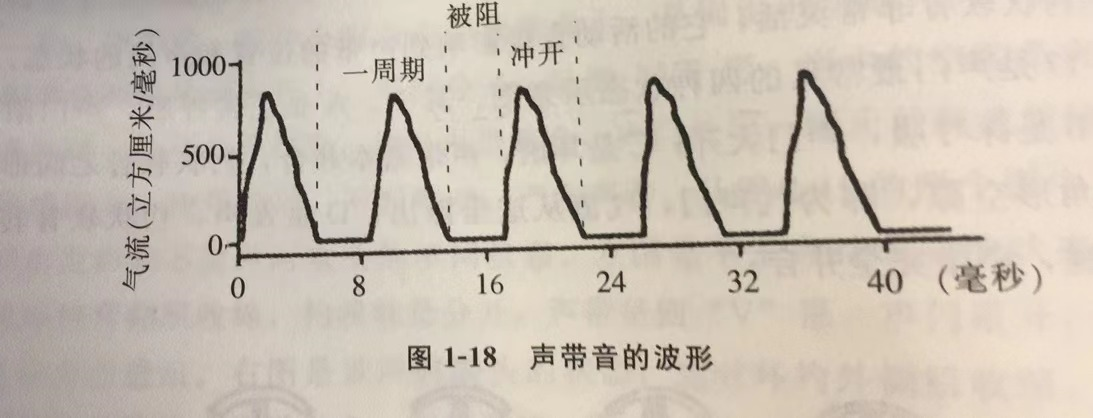 被阻
一周期
冲开
1000
500
0
气流(立方厘米/毫秒)
0 8 16 24 32 40 (毫秒)
图 1-18 声带音的波形